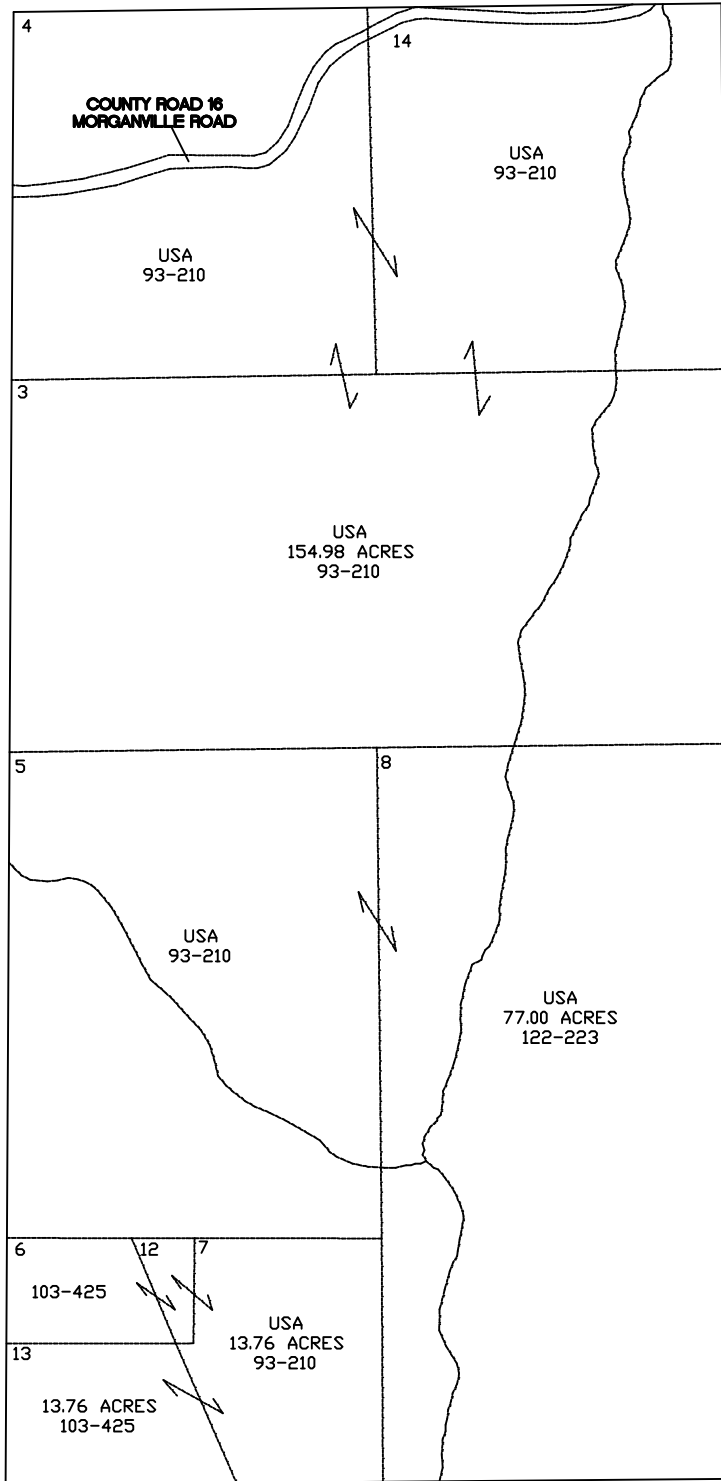 4
14
COUNTY ROAD 16
MORGANVILLE ROAD
USA
93-210
USA
93-210
3
USA
154.98 ACRES
93-210
5
8
USA
93-210
USA
77.00 ACRES
122-223
6
12
7
103-425
USA
13.76 ACRES
93-210
13
13.76 ACRES
103-425